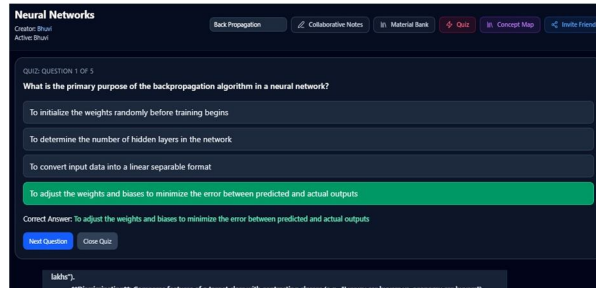 Neural Networks
Creator: Bhuvi
Active: Bhuvi
Back Propagation
Collaborative Notes
Material Bank
Quiz
Concept Map
Invite Friend
QUIZ: QUESTION 1 OF 5
What is the primary purpose of the backpropagation algorithm in a neural network?
To initialize the weights randomly before training begins
To determine the number of hidden layers in the network
To convert input data into a linear separable format
To adjust the weights and biases to minimize the error between predicted and actual outputs
Correct Answer: To adjust the weights and biases to minimize the error between predicted and actual outputs
Next Question
Close Quiz
lakhs").